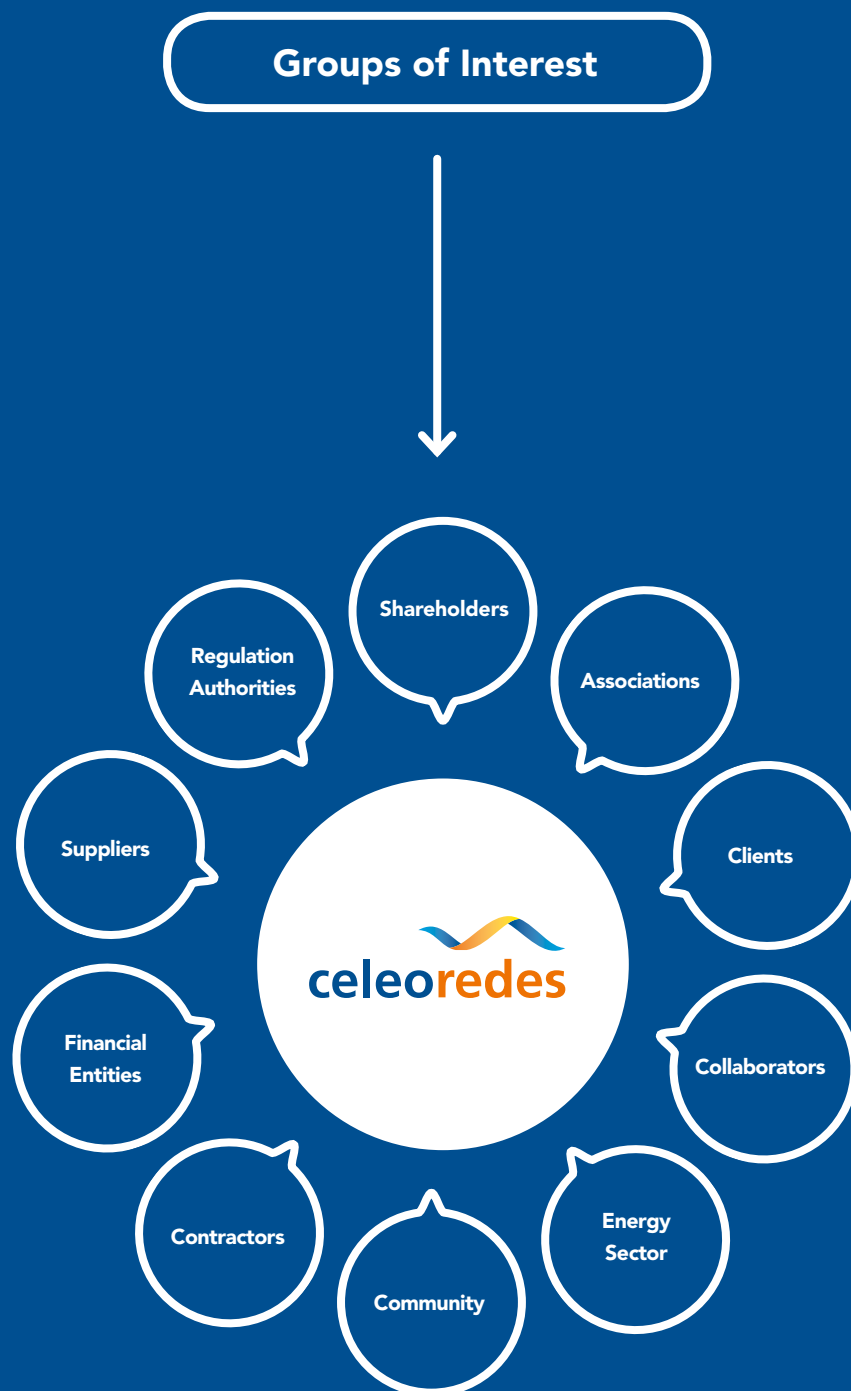 Groups of Interest
Shareholders
Regulation
Authorities
Associations
Suppliers
Clients
celeoredes
Financial
Entities
Collaborators
Contractors
Energy
Sector
Community